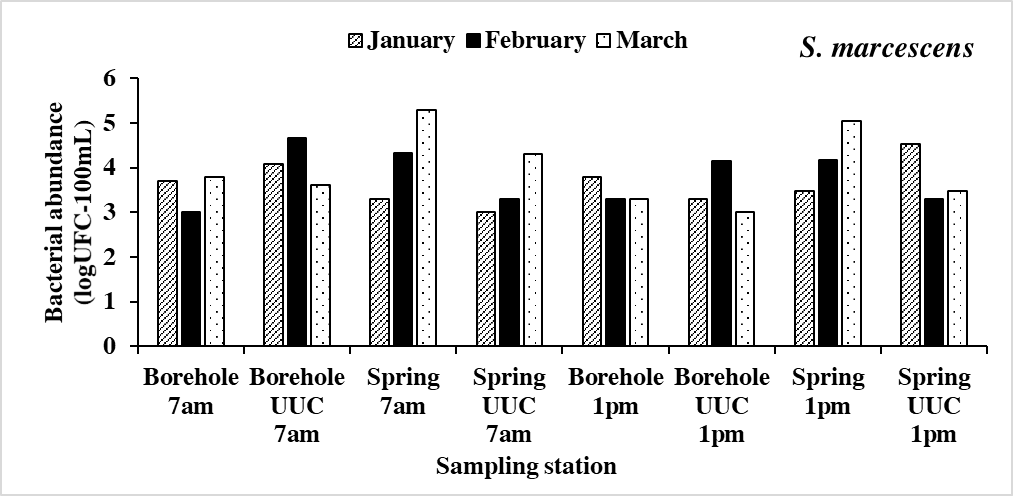 January February March
S. marcescens
Bacterial abundance
(logUFC-100mL)
6
5
4
3
2
1
0
Borehole
7am
Borehole
UUC
7am
Spring
7am
Spring
UUC
7am
Borehole
1pm
Borehole
UUC
1pm
Spring
1pm
Spring
UUC
1pm
Sampling station